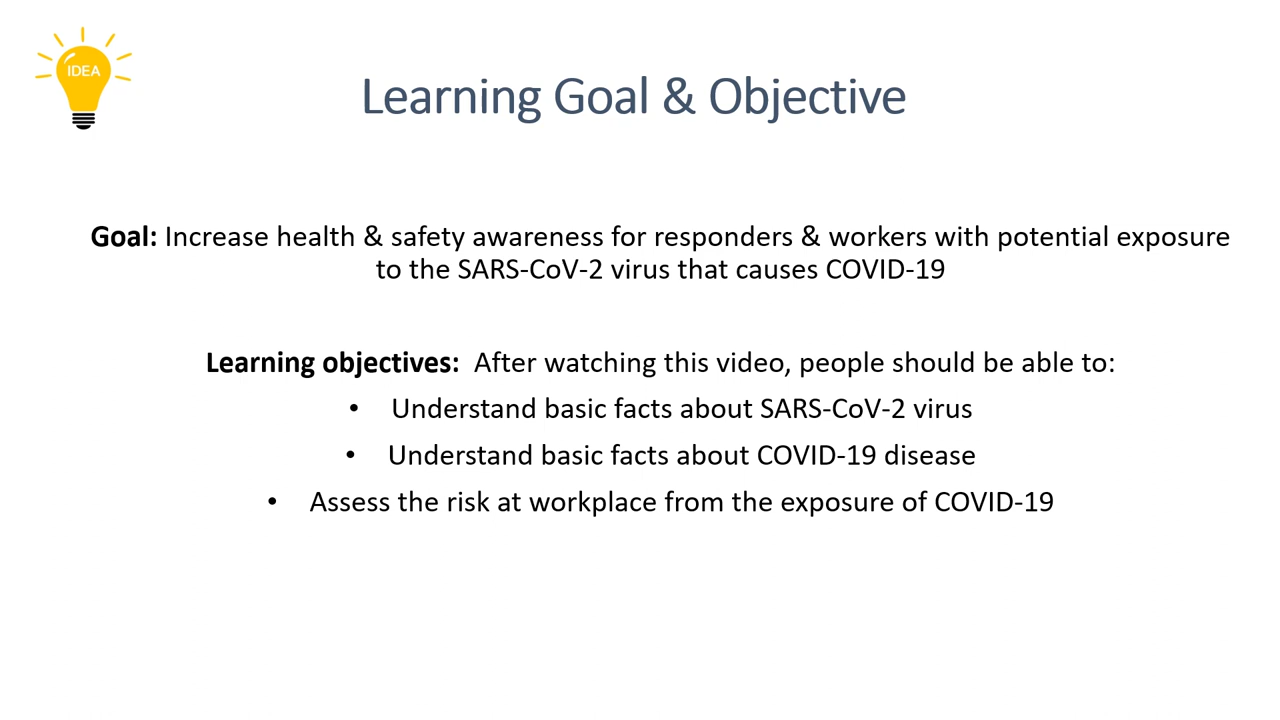 IDEA
Learning Goal & Objective
Goal: Increase health & safety awareness for responders & workers with potential exposure
to the SARS-CoV-2 virus that causes COVID-19
Learning objectives: After watching this video, people should be able to:
• Understand basic facts about SARS-CoV-2 virus
• Understand basic facts about COVID-19 disease
• Assess the risk at workplace from the exposure of COVID-19